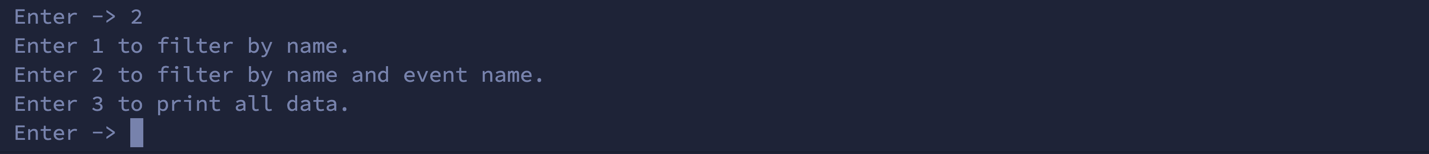 Enter -> 2
Enter 1 to filter by name.
Enter 2 to filter by name and event name.
Enter 3 to print all data.
Enter ->